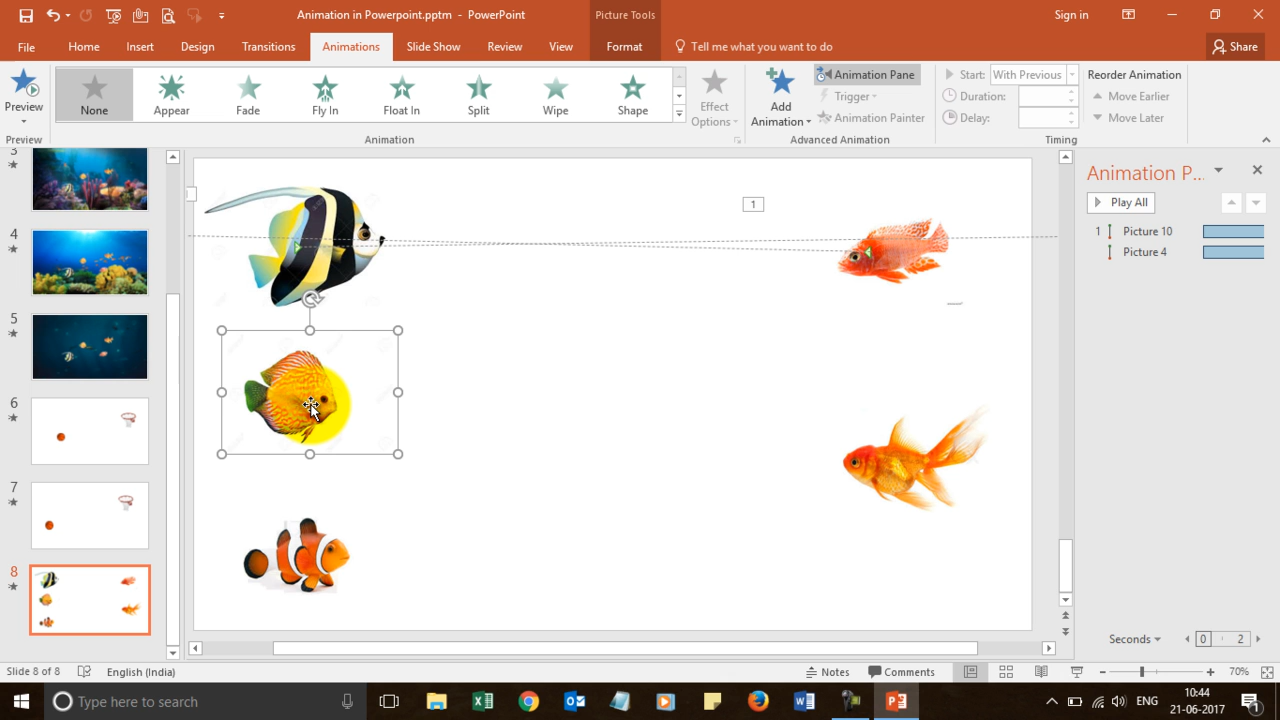 Animation in Powerpoint.pptm - PowerPoint
Picture Tools
Sign in
File
Home
Insert
Design
Transitions
Animations
Slide Show
Review
View
Format
Tell me what you want to do
Share
Preview
None
Appear
Fade
Fly In
Float In
Split
Wipe
Shape
Effect
Options
Add
Animation
Animation Pane
Trigger
Animation Painter
Start:
With Previous
Duration:
Delay:
Reorder Animation
Move Earlier
Move Later
Preview
Animation
Advanced Animation
Timing
3
4
5
6
7
8
1
Animation P...
Play All
1
Picture 10
Picture 4
Seconds
0
2
Slide 8 of 8
English (India)
Notes
Comments
70%
Type here to search
ENG
10:44
21-06-2017
1